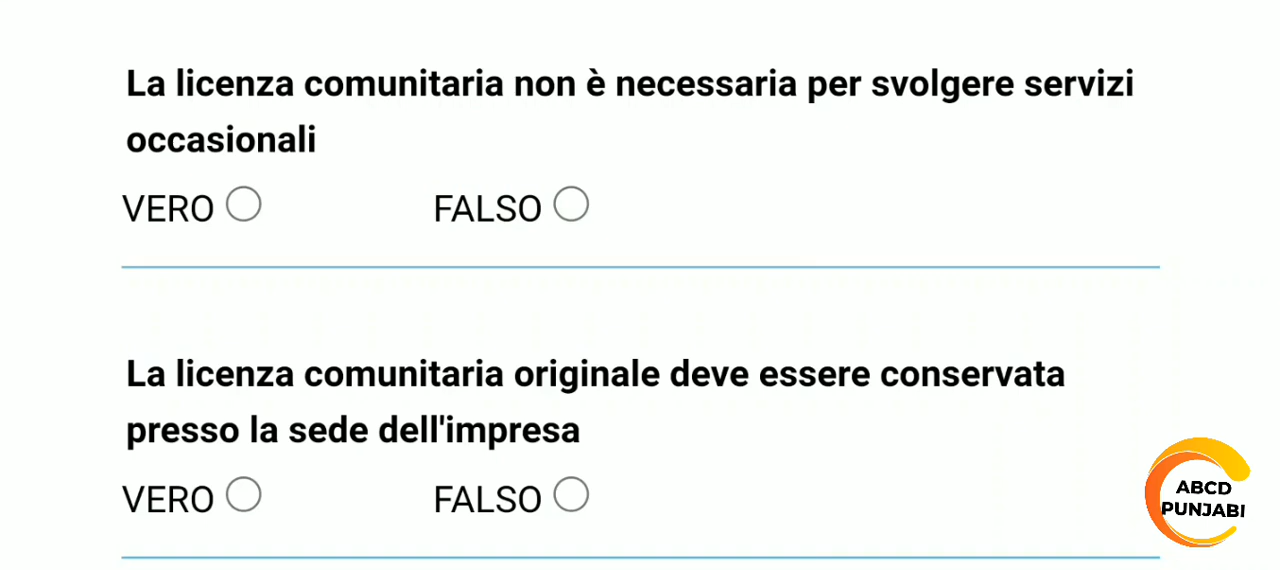 La licenza comunitaria non è necessaria per svolgere servizi
occasionali
VERO FALSO
La licenza comunitaria originale deve essere conservata
presso la sede dell'impresa
VERO FALSO
ABCD
PUNJABI